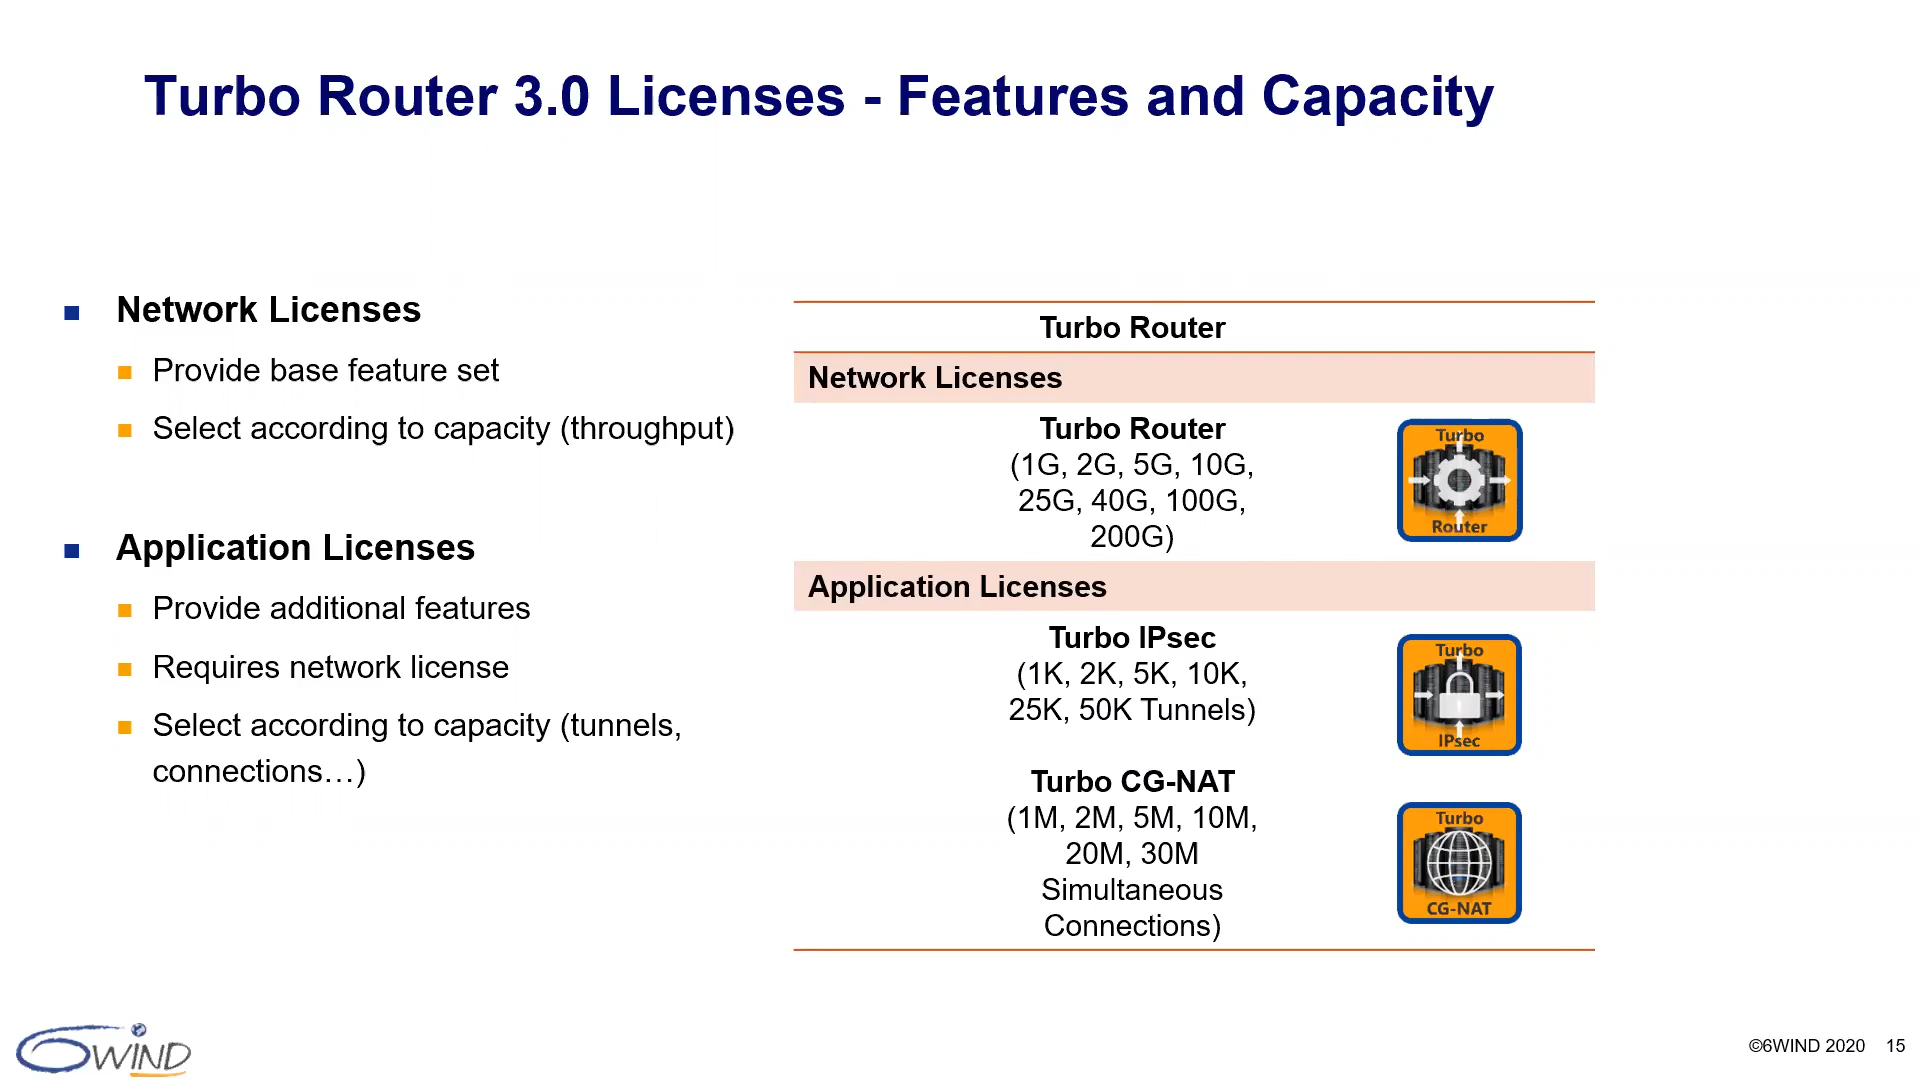 Turbo Router 3.0 Licenses - Features and Capacity
Network Licenses
Provide base feature set
Select according to capacity (throughput)
Application Licenses
Provide additional features
Requires network license
Select according to capacity (tunnels,
connections…)
Turbo Router
Network Licenses
Turbo Router
(1G, 2G, 5G, 10G,
25G, 40G, 100G,
200G)
Turbo
Router
Application Licenses
Turbo IPsec
(1K, 2K, 5K, 10K,
25K, 50K Tunnels)
Turbo
IPsec
Turbo CG-NAT
(1M, 2M, 5M, 10M,
20M, 30M
Simultaneous
Connections)
Turbo
CG-NAT
6WIND
©6WIND 2020 15